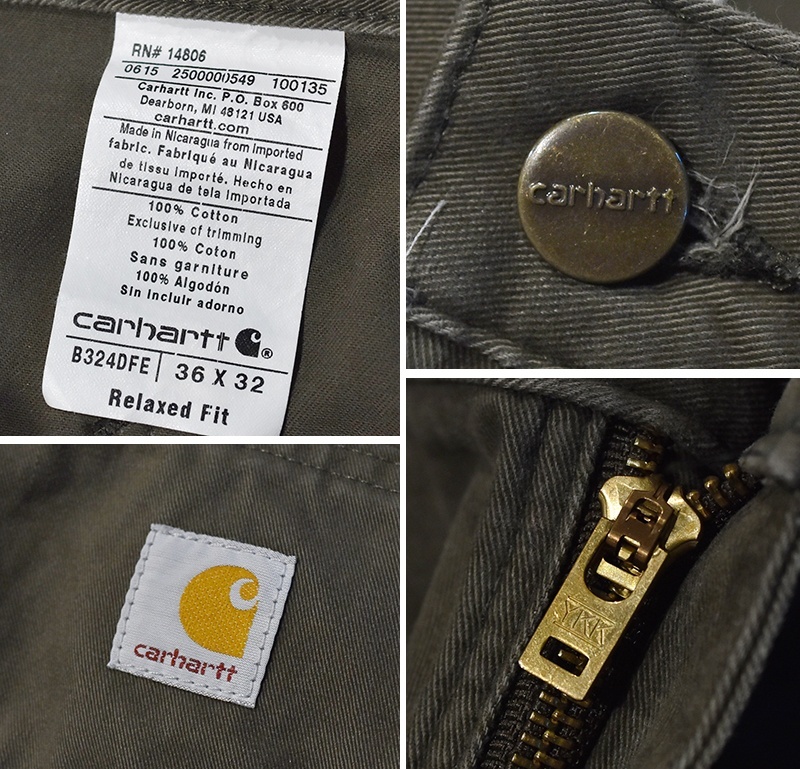 RN# 14806
0615 2500000549 100135
Carhartt Inc. P.O. Box 600
Dearborn, MI 48121 USA
carhartt.com
Made in Nicaragua from Imported
fabric. Fabriqué au Nicaragua
de tissu importé. Hecho en
Nicaragua de tela importada
100% Cotton
Exclusive of trimming
100% Coton
Sans garniture
100% Algodón
Sin incluir adorno
carhartt ®
B324DFE 36 X 32
Relaxed Fit
carhartt
carhartt
YKK